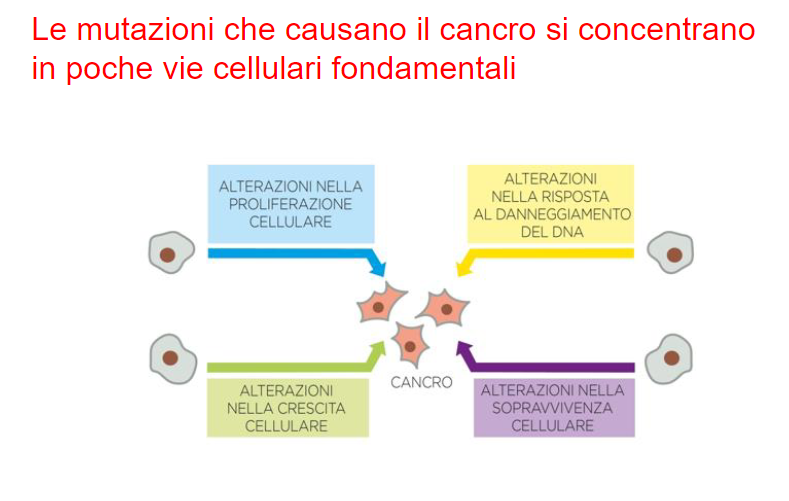 Le mutazioni che causano il cancro si concentrano
in poche vie cellulari fondamentali
ALTERAZIONI NELLA
PROLIFERAZIONE
CELLULARE
ALTERAZIONI
NELLA RISPOSTA
AL DANNEGGIAMENTO
DEL DNA
CANCRO
ALTERAZIONI
NELLA CRESCITA
CELLULARE
ALTERAZIONI NELLA
SOPRAVVIVENZA
CELLULARE